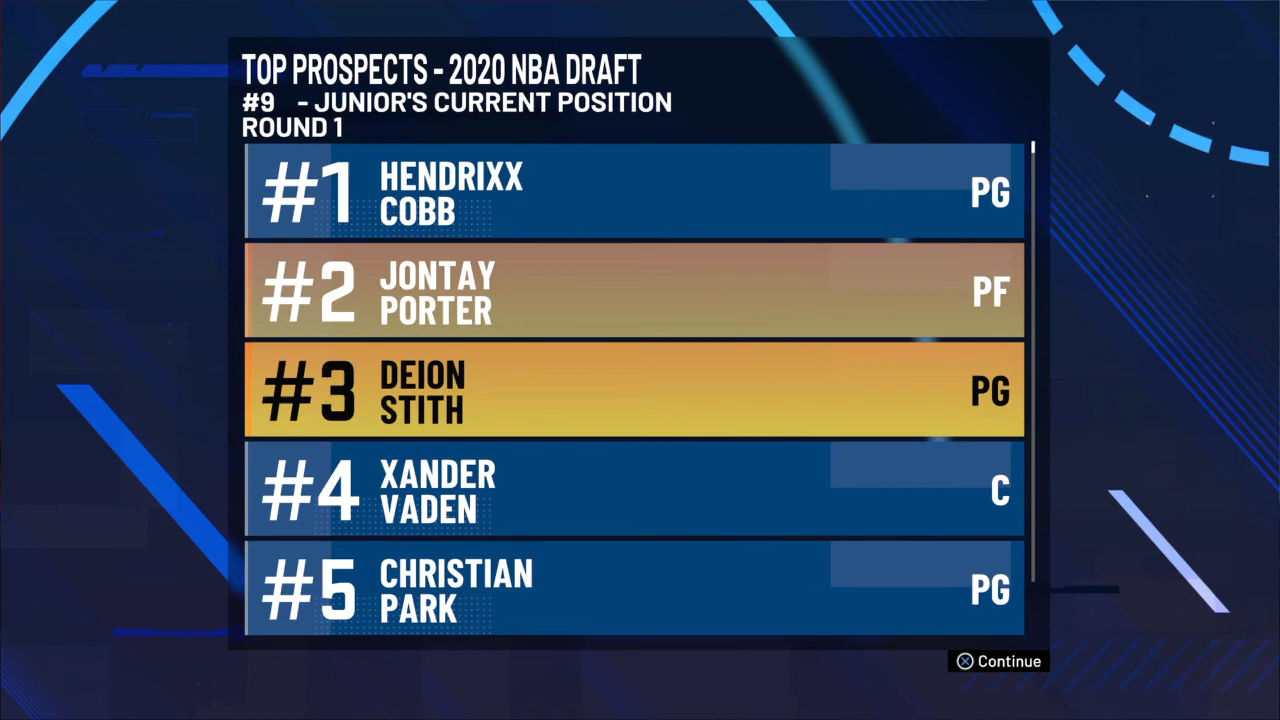 TOP PROSPECTS - 2020 NBA DRAFT
#9 - JUNIOR'S CURRENT POSITION
ROUND 1
#1 HENDRIXX COBB PG
#2 JONTAY PORTER PF
#3 DEION STITH PG
#4 XANDER VADEN C
#5 CHRISTIAN PARK PG
Continue